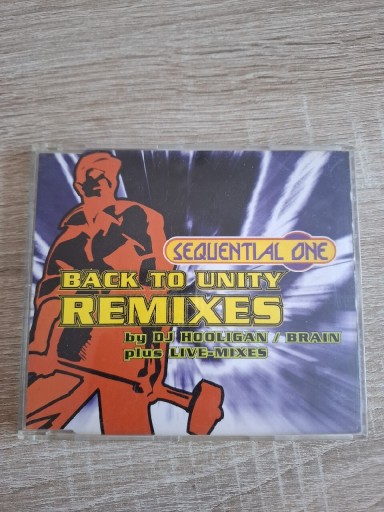 SEQUENTIAL ONE
BACK TO UNITY
REMIXES
by DJ HOOLIGAN / BRAIN
plus LIVE-MIXES